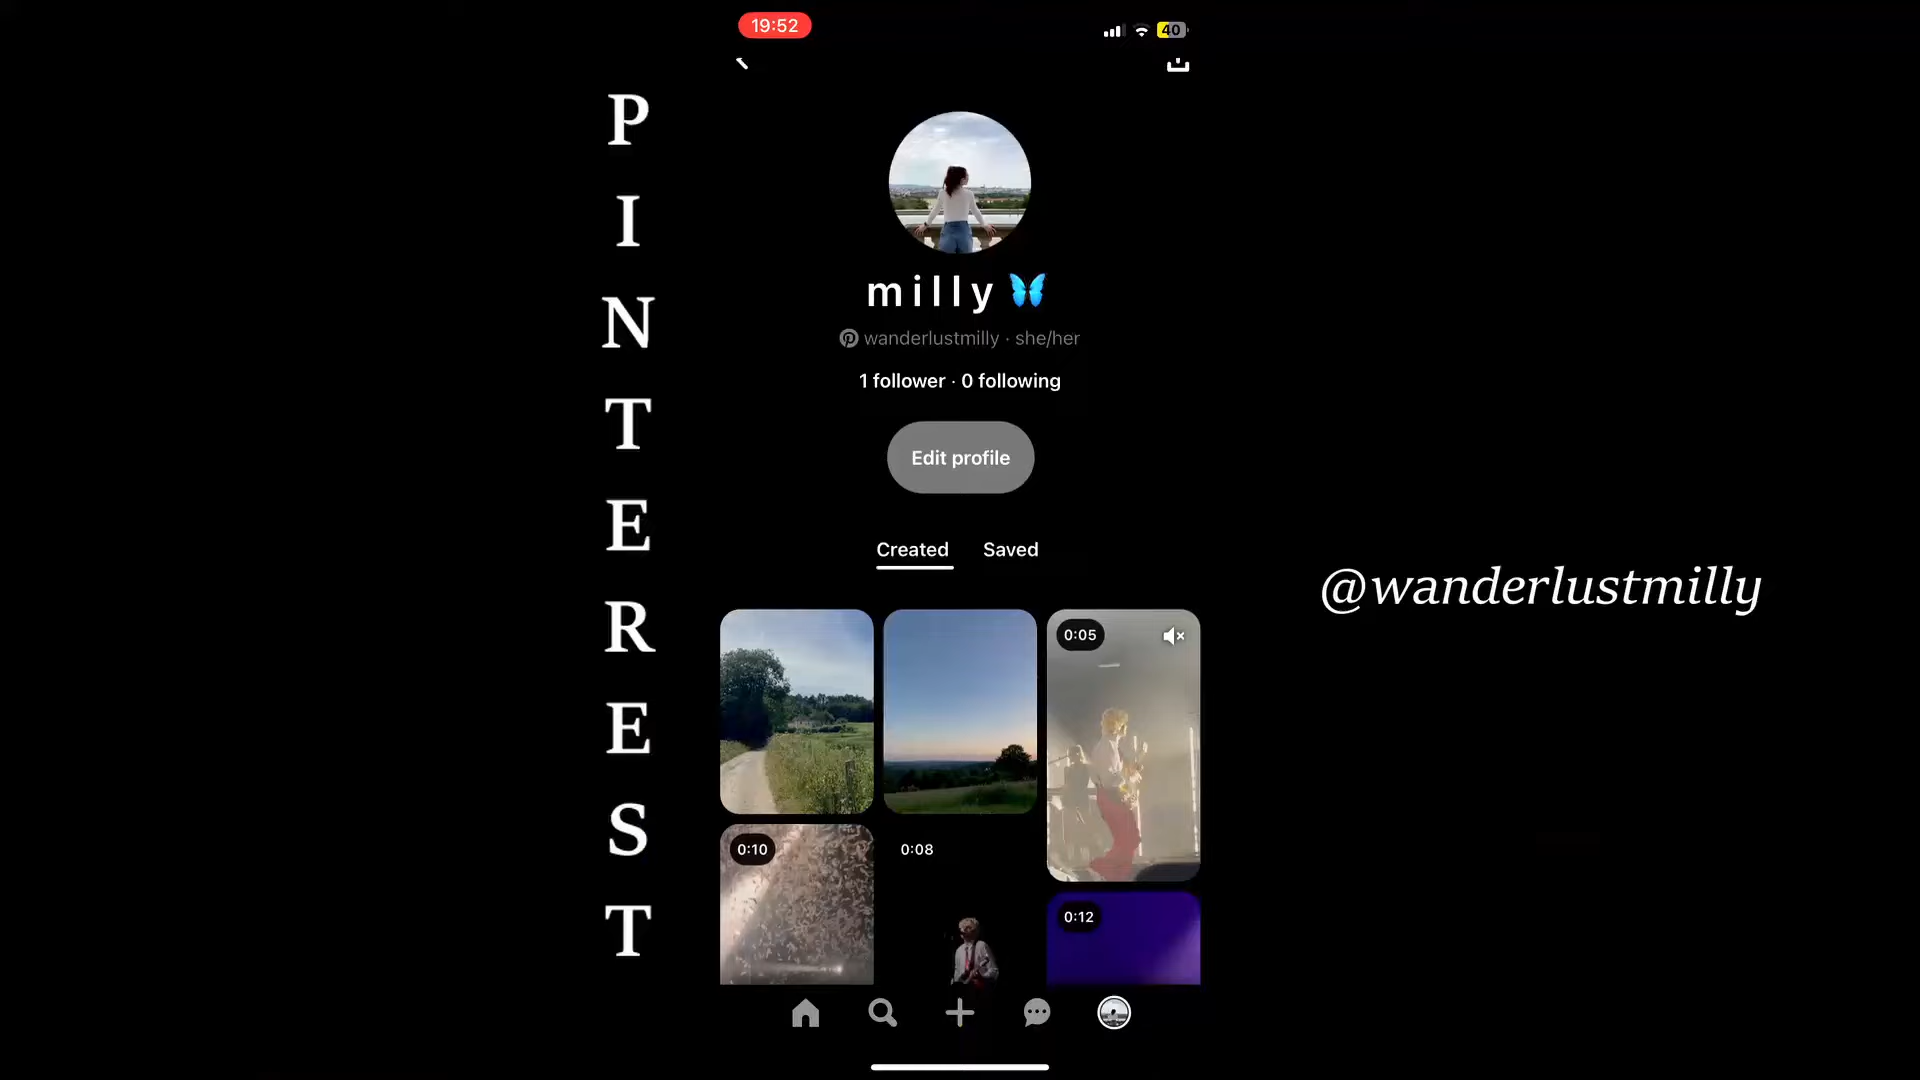 19:52
40
PINTEREST
milly 🦋
wanderlustmilly · she/her
1 follower · 0 following
Edit profile
Created Saved
@wanderlustmilly
0:05
0:10
0:08
0:12